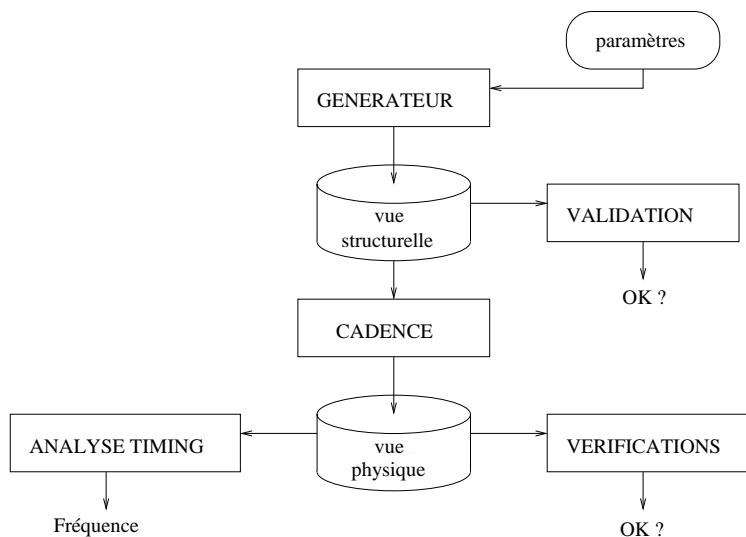 paramètres
GENERATEUR
vue
structurelle
VALIDATION
OK ?
CADENCE
ANALYSE TIMING
vue
physique
VERIFICATIONS
Fréquence
OK ?